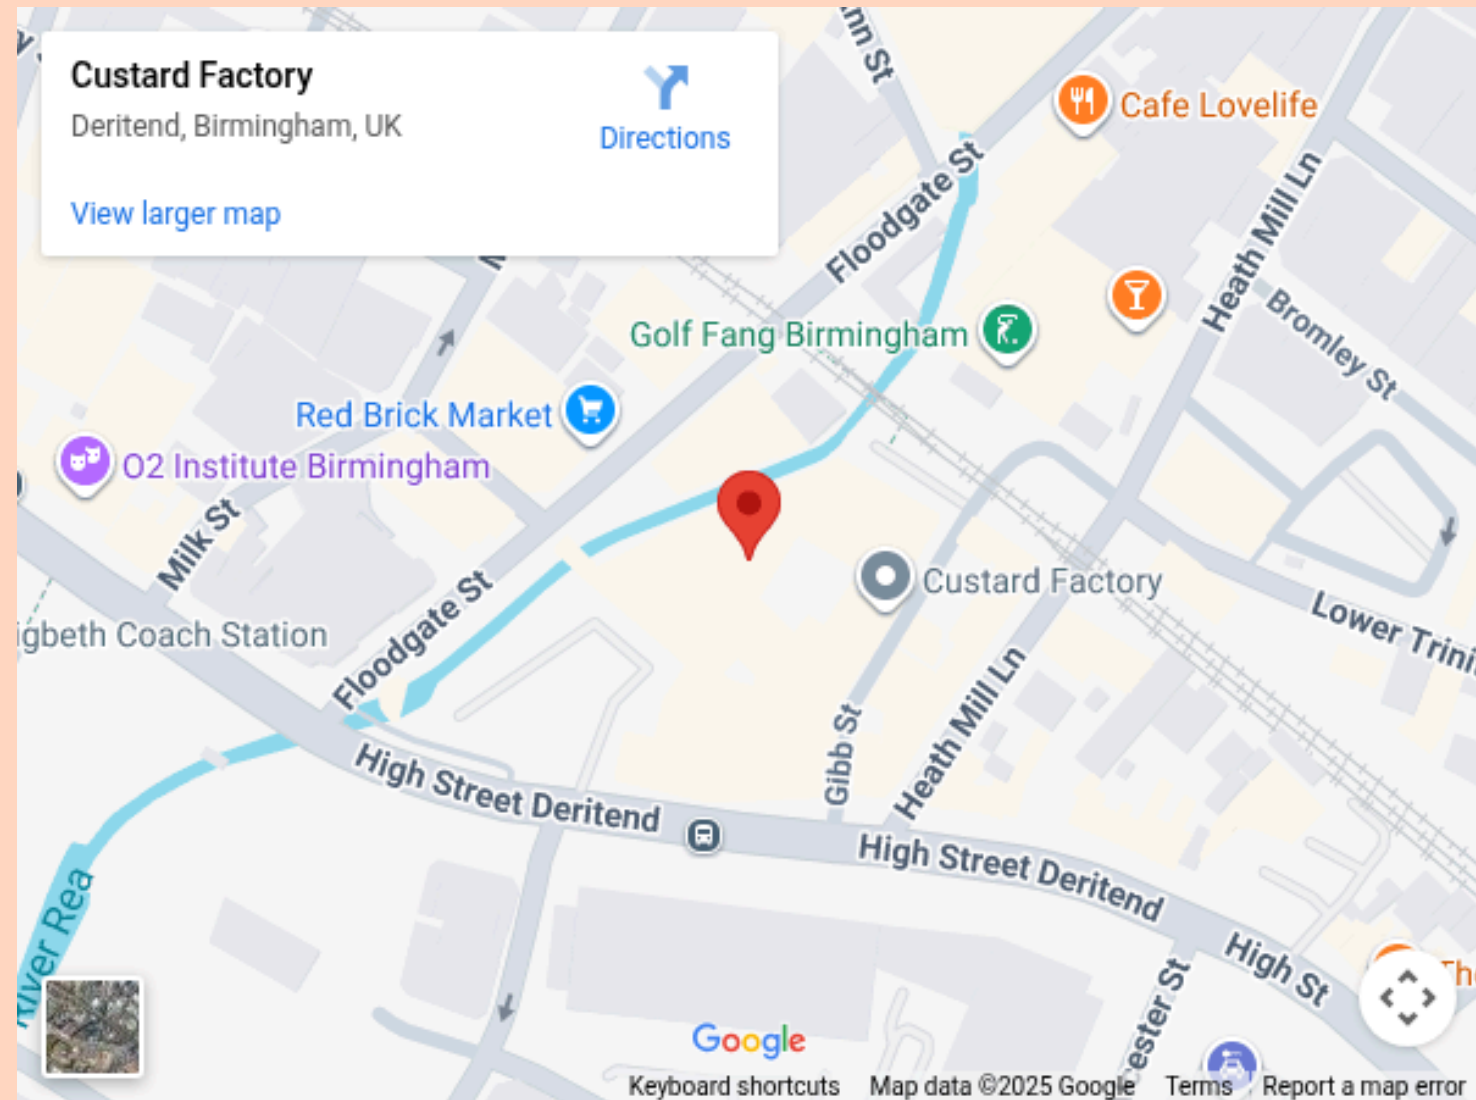 Custard Factory
Deritend, Birmingham, UK
Directions
View larger map
Cafe Lovelife
Floodgate St
Heath Mill Ln
Bromley St
Golf Fang Birmingham
Red Brick Market
O2 Institute Birmingham
Milk St
Custard Factory
Floodgate St
Coach Station
Lower
Gibb St
Heath Mill Ln
High Street Deritend
High Street Deritend
River Rea
High St
St
Google
Keyboard shortcuts
Map data ©2025 Google
Terms
Report a map error